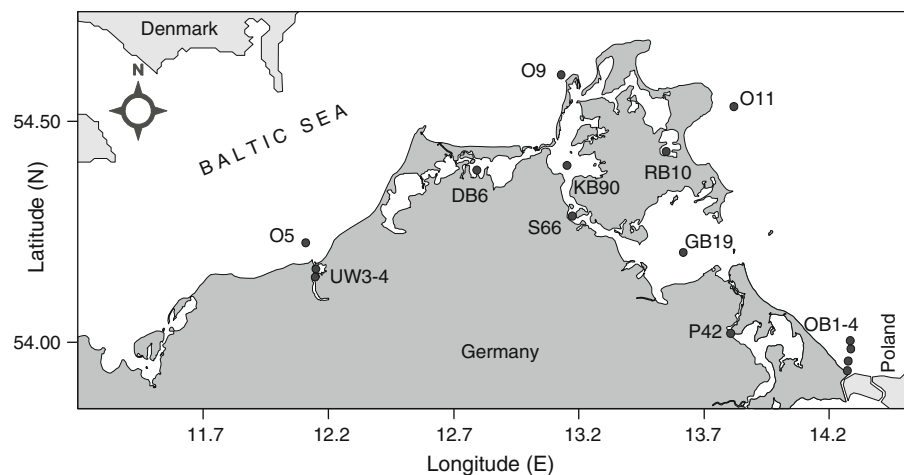 Denmark
N
BALTIC SEA
O9
O11
54.50
RB10
KB90
DB6
S66
O5
GB19
UW3-4
P42
OB1-4
54.00
Germany
Poland
Latitude (N)
11.7
12.2
12.7
13.2
13.7
14.2
Longitude (E)